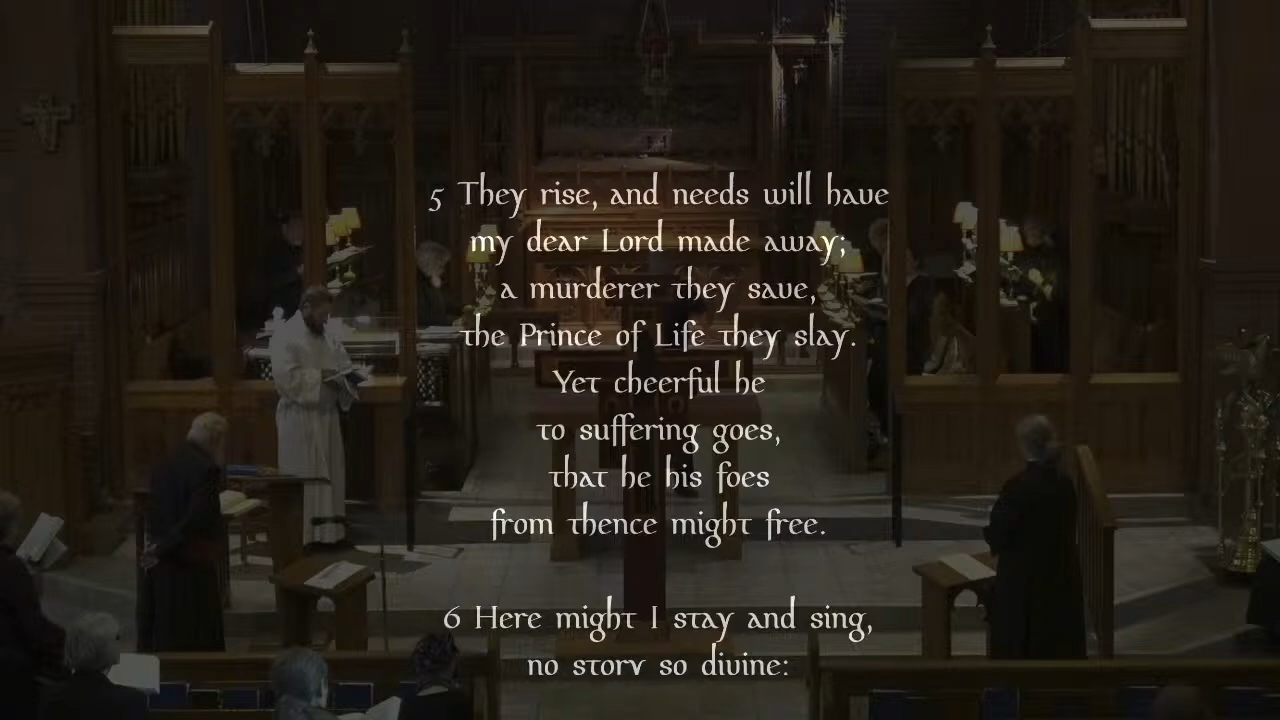 5 They rise, and needs will have
my dear Lord made away;
a murderer they save,
the Prince of Life they slay.
Yet cheerful he
to suffering goes,
that he his foes
from thence might free.
6 Here might I stay and sing,
no story so divine: